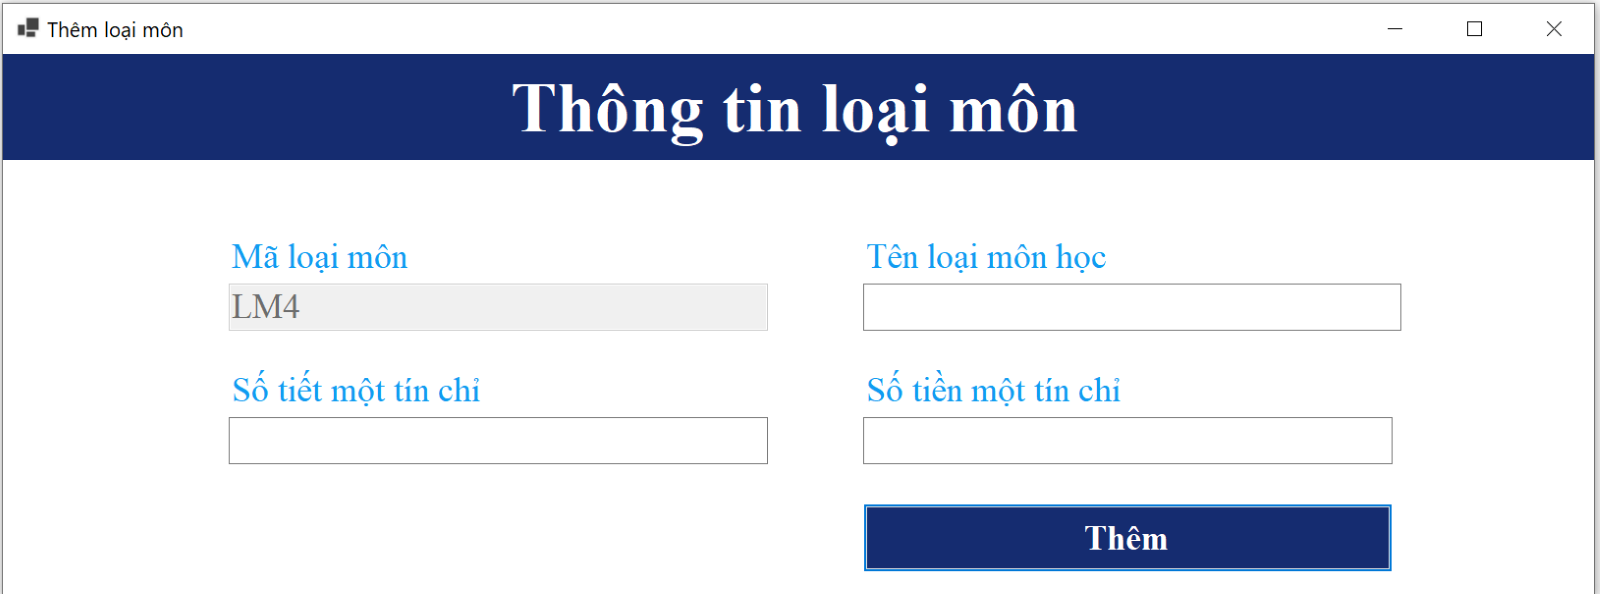 Thêm loại môn
Thông tin loại môn
Mã loại môn
Tên loại môn học
LM4
Số tiết một tín chỉ
Số tiền một tín chỉ
Thêm